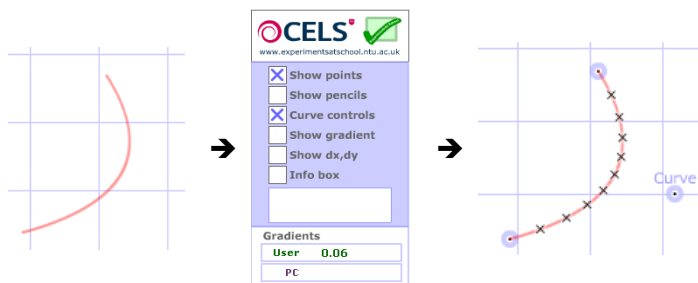 OCELS
www.experimentsatschool.ntu.ac.uk
Show points
Show pencils
Curve controls
Show gradient
Show dx,dy
Info box
Gradients
User 0.06
PC
Curve